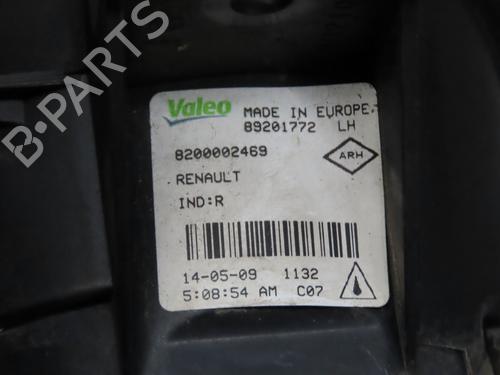 Valeo
MADE IN EUROPE
89201772 LH
8200002469
ARH
RENAULT
IND:R
14-05-09 1132
5:08:54 AM C07
B-PARTS